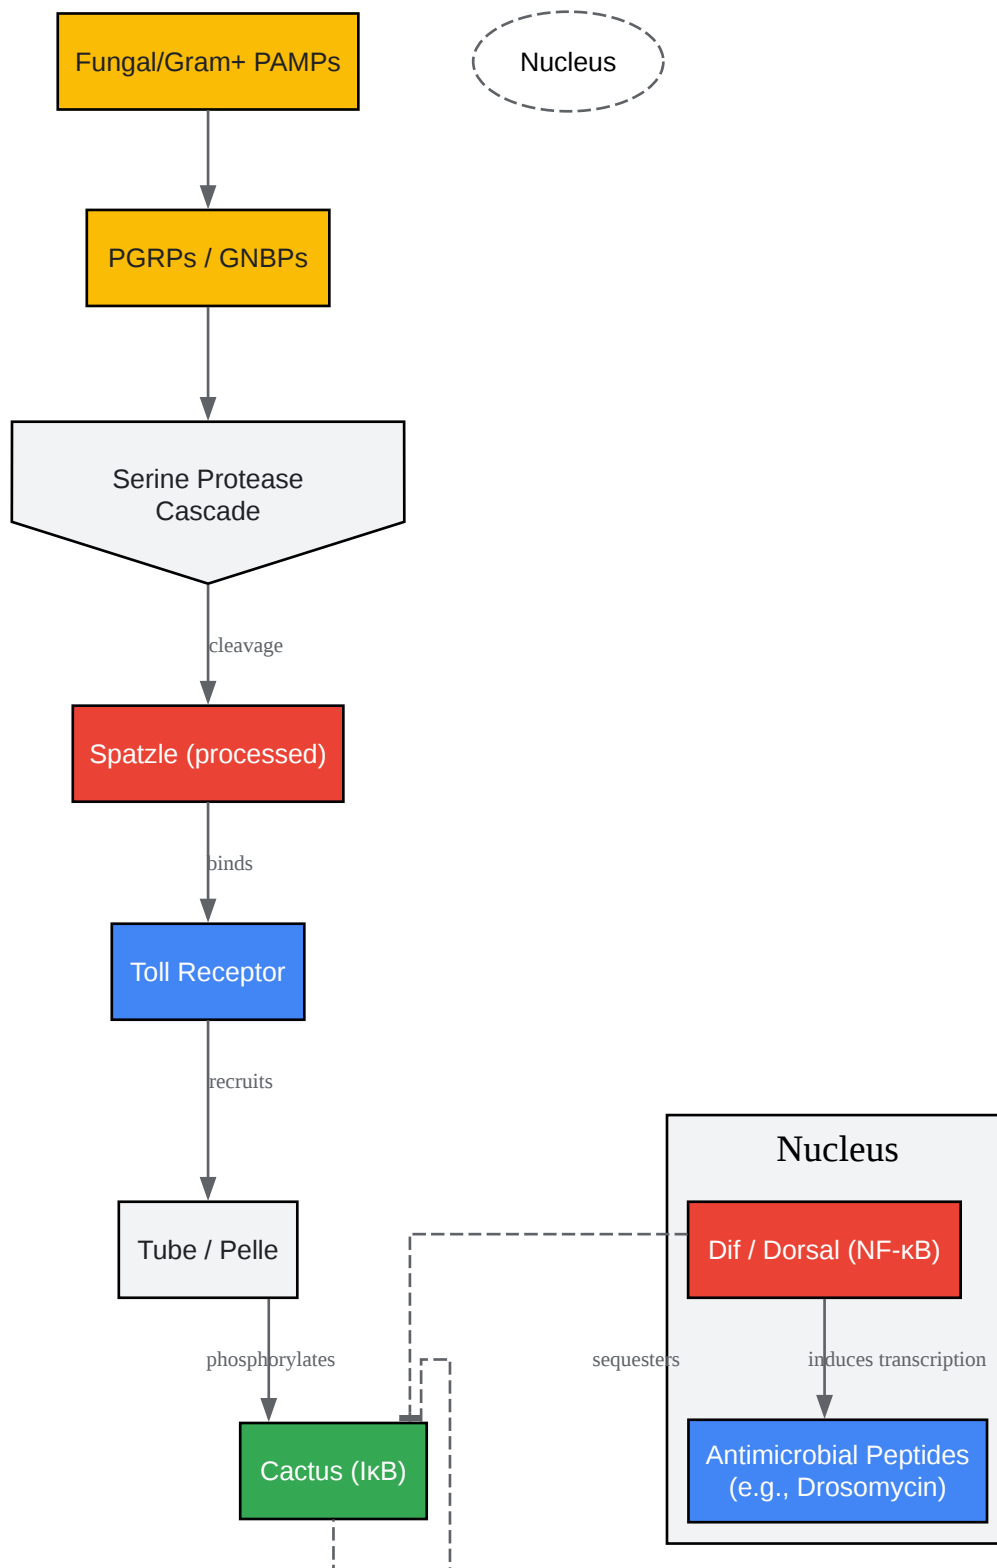 Fungal/Gram+ PAMPs
Nucleus
PGRPs / GNBPs
Serine Protease
Cascade
cleavage
Spatzle (processed)
binds
Toll Receptor
recruits
Nucleus
Tube / Pelle
Dif / Dorsal (NF-κB)
phosphorylates
sequesters
induces transcription
Cactus (IκB)
Antimicrobial Peptides
(e.g., Drosomycin)